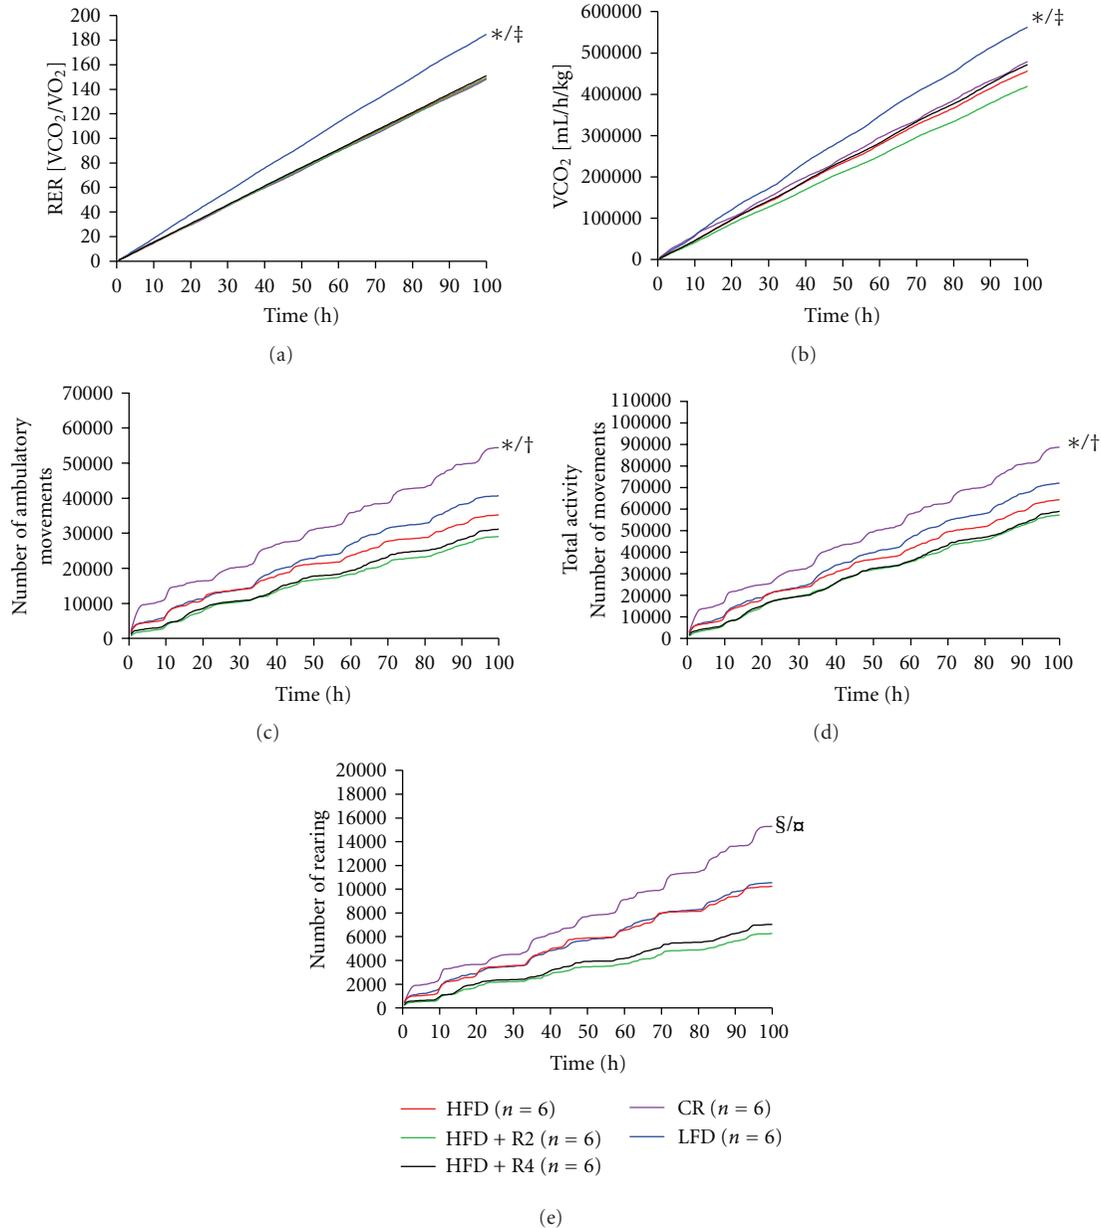 RER [VCO2/VO2]
200
180
160
140
120
100
80
60
40
20
0
0 10 20 30 40 50 60 70 80 90 100
Time (h)
∗/‡
(a)
VCO2 [mL/h/kg]
600000
500000
400000
300000
200000
100000
0
0 10 20 30 40 50 60 70 80 90 100
Time (h)
∗/‡
(b)
Number of ambulatory
movements
70000
60000
50000
40000
30000
20000
10000
0
0 10 20 30 40 50 60 70 80 90 100
Time (h)
∗/†
(c)
Total activity
Number of movements
110000
100000
90000
80000
70000
60000
50000
40000
30000
20000
10000
0
0 10 20 30 40 50 60 70 80 90 100
Time (h)
∗/†
(d)
Number of rearing
20000
18000
16000
14000
12000
10000
8000
6000
4000
2000
0
0 10 20 30 40 50 60 70 80 90 100
Time (h)
§/¤
HFD (n = 6)
HFD + R2 (n = 6)
HFD + R4 (n = 6)
CR (n = 6)
LFD (n = 6)
(e)